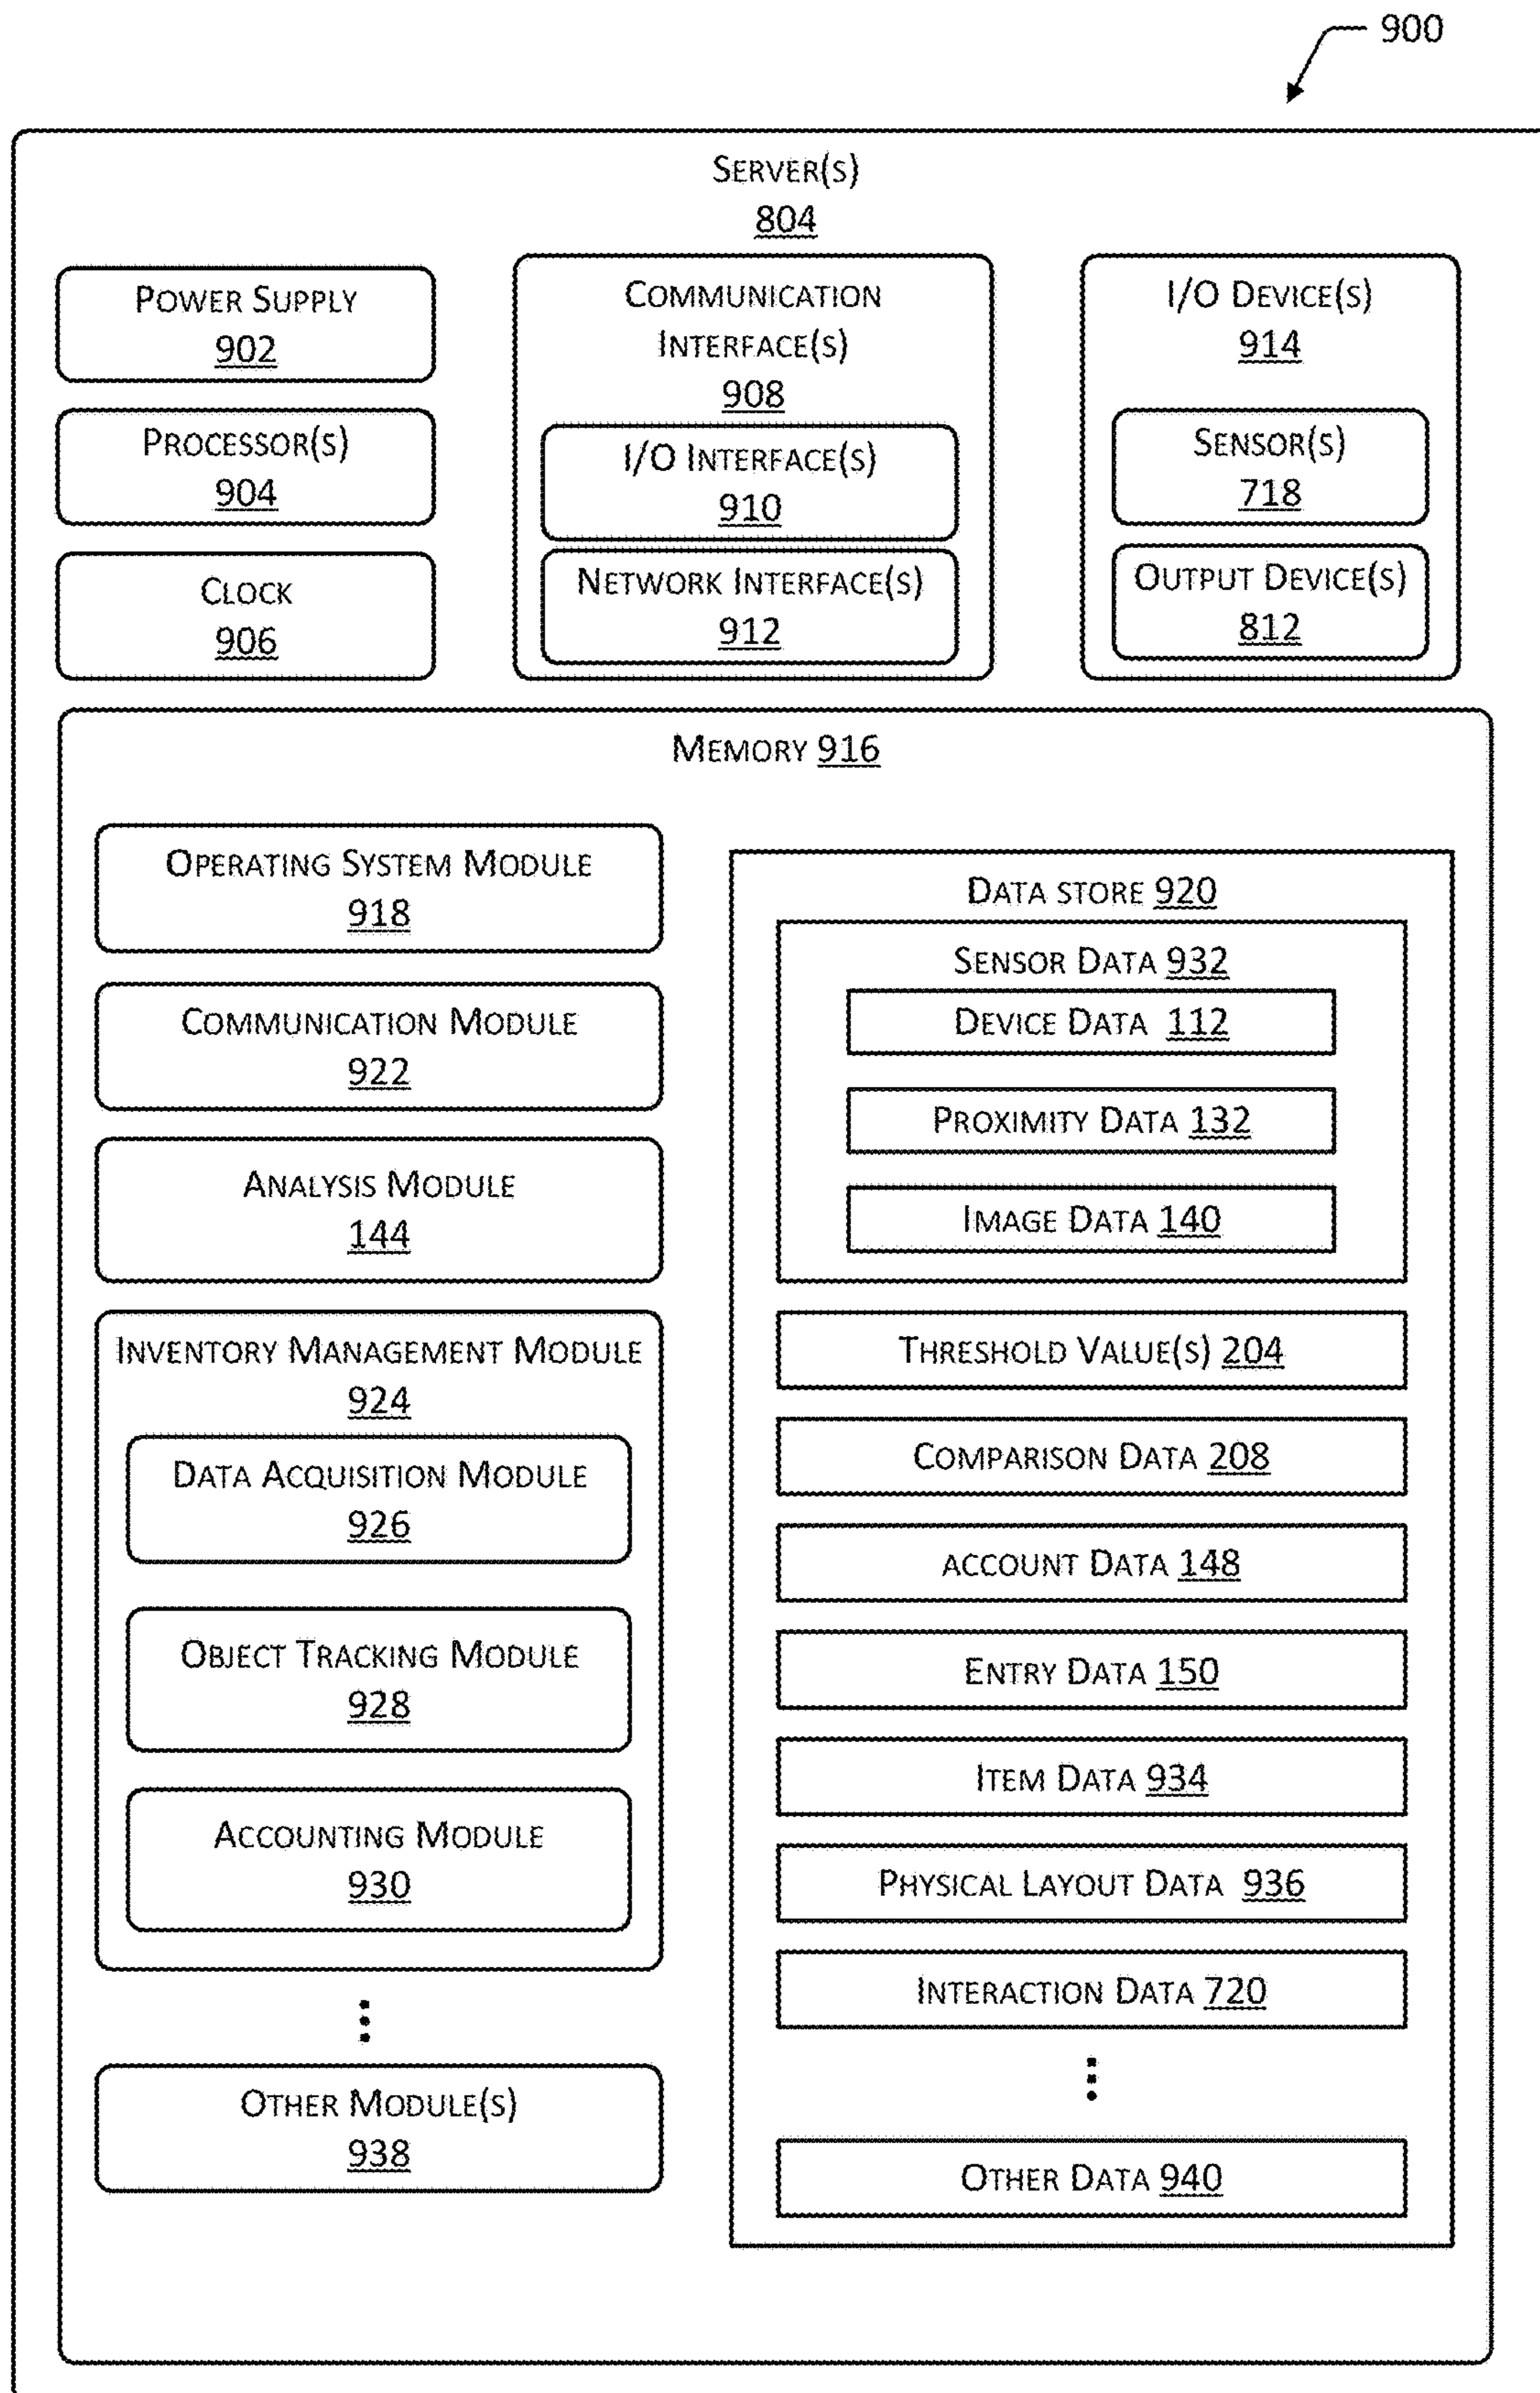 900
SERVER(S)
804
POWER SUPPLY
902
PROCESSOR(S)
904
CLOCK
906
COMMUNICATION
INTERFACE(S)
908
I/O INTERFACE(S)
910
NETWORK INTERFACE(S)
912
I/O DEVICE(S)
914
SENSOR(S)
718
OUTPUT DEVICE(S)
812
MEMORY 916
OPERATING SYSTEM MODULE
918
COMMUNICATION MODULE
922
ANALYSIS MODULE
144
INVENTORY MANAGEMENT MODULE
924
DATA ACQUISITION MODULE
926
OBJECT TRACKING MODULE
928
ACCOUNTING MODULE
930
OTHER MODULE(S)
938
DATA STORE 920
SENSOR DATA 932
DEVICE DATA 112
PROXIMITY DATA 132
IMAGE DATA 140
THRESHOLD VALUE(S) 204
COMPARISON DATA 208
ACCOUNT DATA 148
ENTRY DATA 150
ITEM DATA 934
PHYSICAL LAYOUT DATA 936
INTERACTION DATA 720
OTHER DATA 940